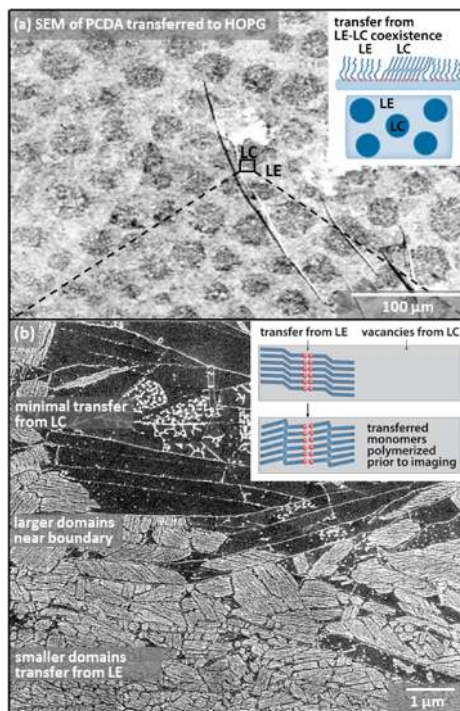 (a) SEM of PCDA transferred to HOPG
transfer from
LE-LC coexistence
LE LC
LE
LC
LC
LE
100 µm
(b)
transfer from LE vacancies from LC
transferred
monomers
polymerized
prior to imaging
minimal transfer
from LC
larger domains
near boundary
smaller domains
transfer from LE
1 µm